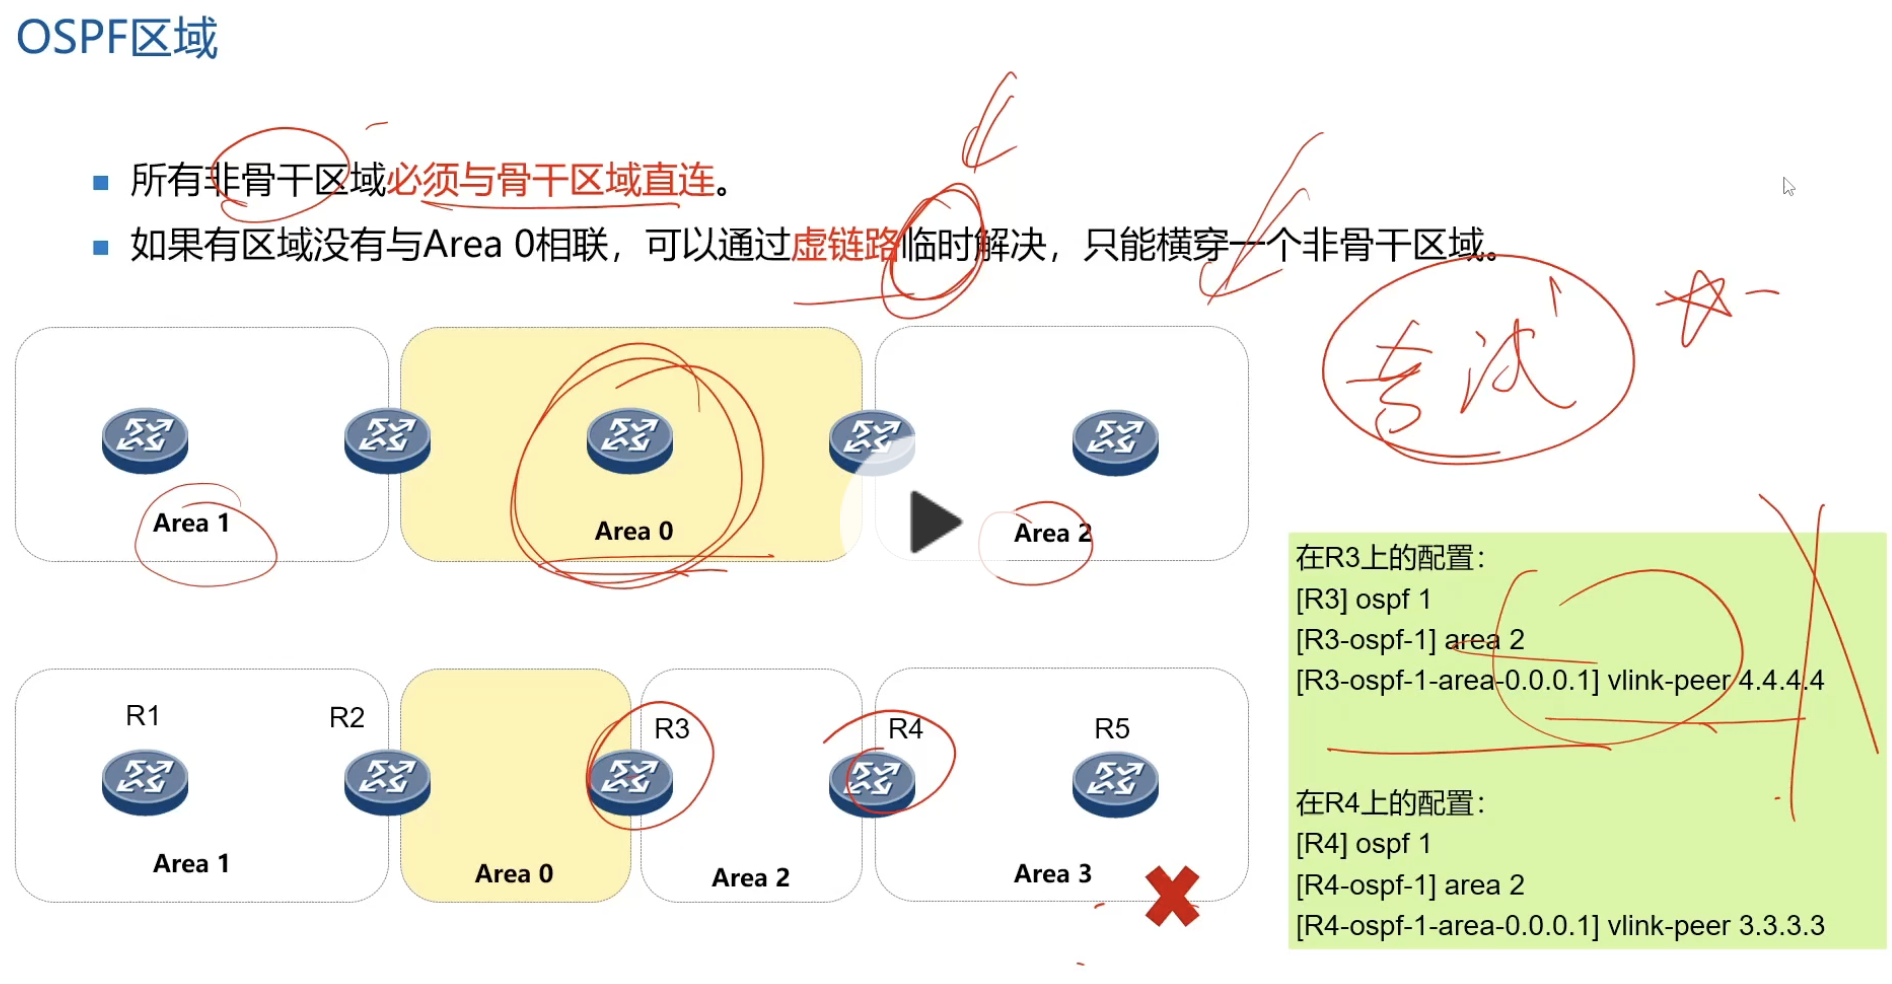 OSPF区域
所有非骨干区域必须与骨干区域直连。
如果有区域没有与Area 0相联，可以通过虚链路临时解决，只能横穿一个非骨干区域。
考试
Area 1
Area 0
Area 2
R1
R2
R3
R4
R5
Area 1
Area 0
Area 2
Area 3
在R3上的配置：
[R3] ospf 1
[R3-ospf-1] area 2
[R3-ospf-1-area-0.0.0.1] vlink-peer 4.4.4.4
在R4上的配置：
[R4] ospf 1
[R4-ospf-1] area 2
[R4-ospf-1-area-0.0.0.1] vlink-peer 3.3.3.3